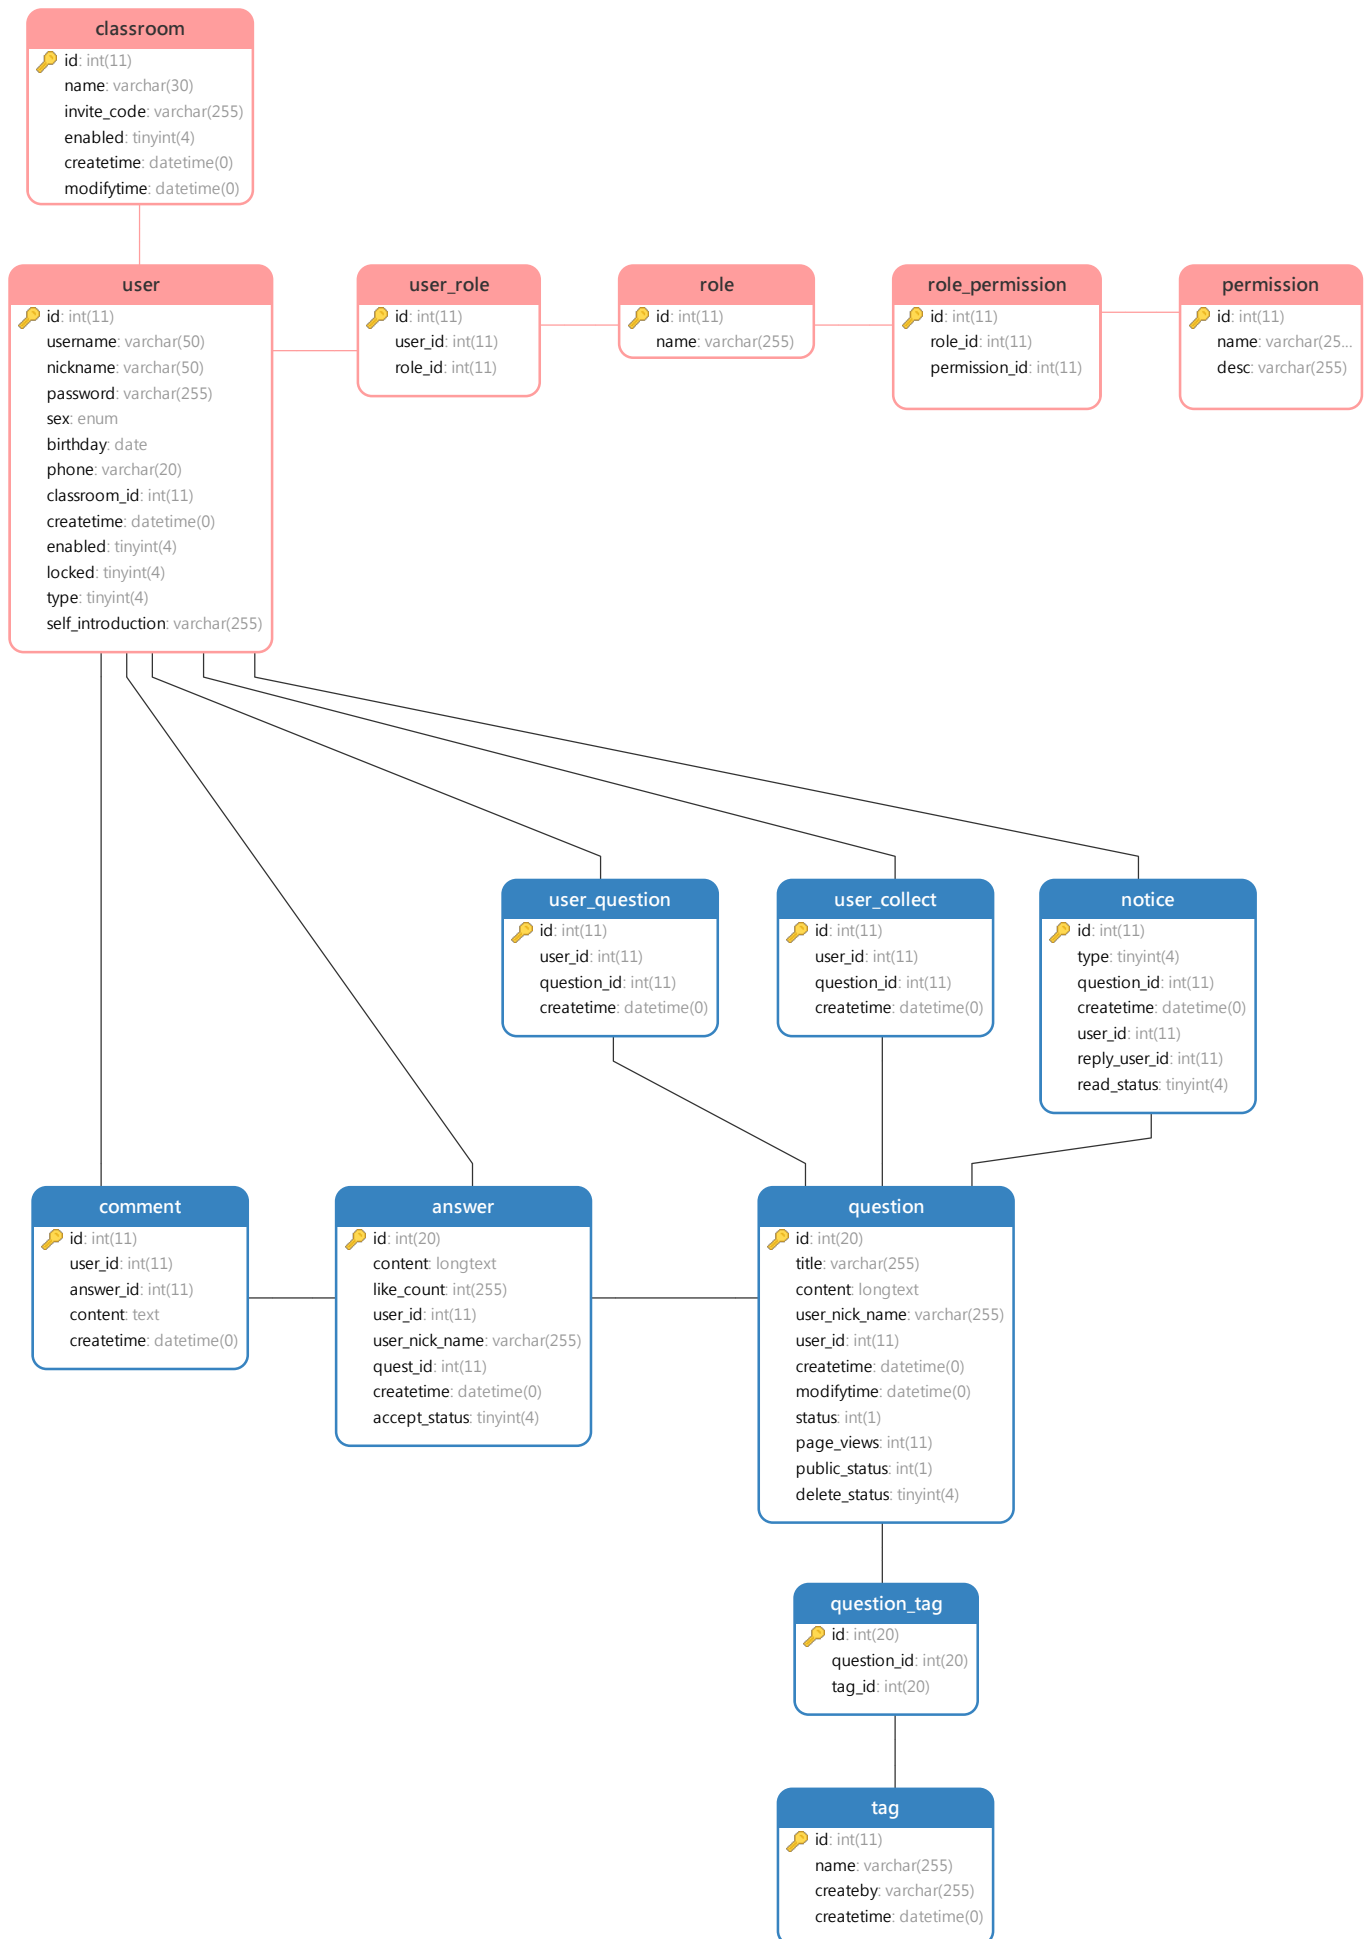 classroom
id: int(11)
name: varchar(30)
invite_code: varchar(255)
enabled: tinyint(4)
createtime: datetime(0)
modifytime: datetime(0)
user
id: int(11)
username: varchar(50)
nickname: varchar(50)
password: varchar(255)
sex: enum
birthday: date
phone: varchar(20)
classroom_id: int(11)
createtime: datetime(0)
enabled: tinyint(4)
locked: tinyint(4)
type: tinyint(4)
self_introduction: varchar(255)
user_role
id: int(11)
user_id: int(11)
role_id: int(11)
role
id: int(11)
name: varchar(255)
role_permission
id: int(11)
role_id: int(11)
permission_id: int(11)
permission
id: int(11)
name: varchar(25...
desc: varchar(255)
user_question
id: int(11)
user_id: int(11)
question_id: int(11)
createtime: datetime(0)
user_collect
id: int(11)
user_id: int(11)
question_id: int(11)
createtime: datetime(0)
notice
id: int(11)
type: tinyint(4)
question_id: int(11)
createtime: datetime(0)
user_id: int(11)
reply_user_id: int(11)
read_status: tinyint(4)
comment
id: int(11)
user_id: int(11)
answer_id: int(11)
content: text
createtime: datetime(0)
answer
id: int(20)
content: longtext
like_count: int(255)
user_id: int(11)
user_nick_name: varchar(255)
quest_id: int(11)
createtime: datetime(0)
accept_status: tinyint(4)
question
id: int(20)
title: varchar(255)
content: longtext
user_nick_name: varchar(255)
user_id: int(11)
createtime: datetime(0)
modifytime: datetime(0)
status: int(1)
page_views: int(11)
public_status: int(1)
delete_status: tinyint(4)
question_tag
id: int(20)
question_id: int(20)
tag_id: int(20)
tag
id: int(11)
name: varchar(255)
createby: varchar(255)
createtime: datetime(0)